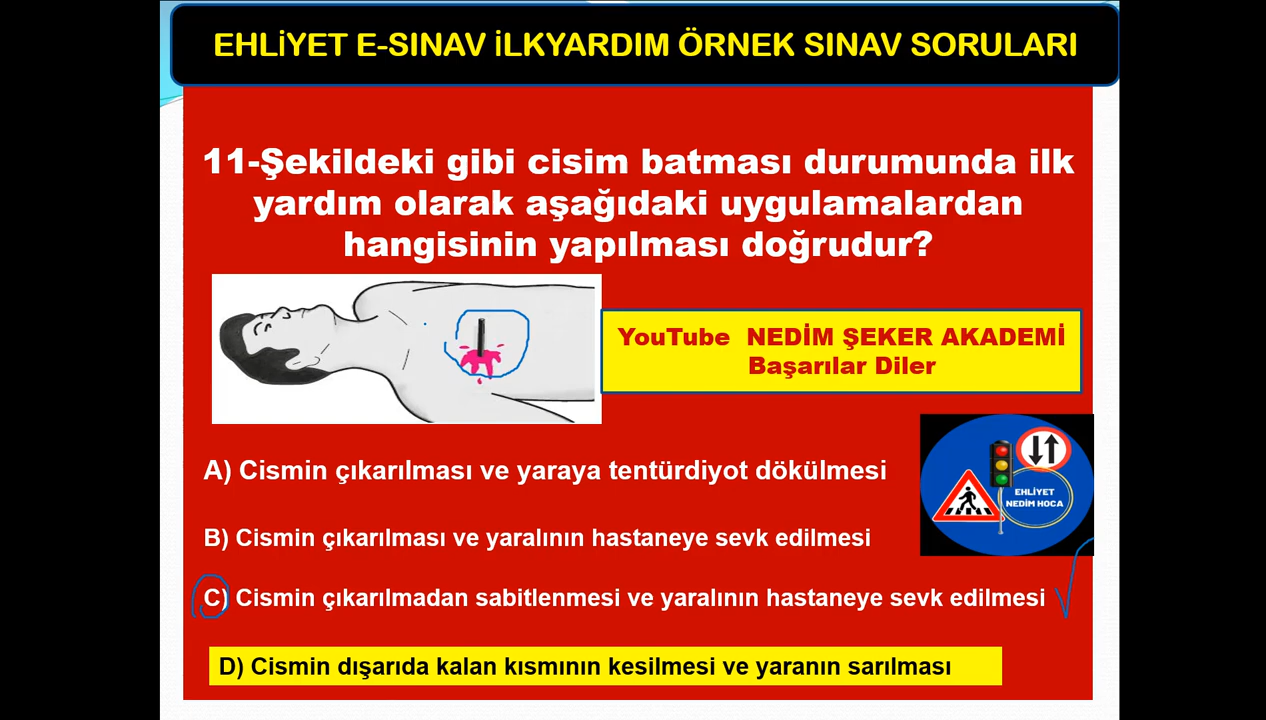 EHLİYET E-SINAV İLKYARDIM ÖRNEK SINAV SORULARI
11-Şekildeki gibi cisim batması durumunda ilk
yardım olarak aşağıdaki uygulamalardan
hangisinin yapılması doğrudur?
YouTube NEDİM ŞEKER AKADEMİ
Başarılar Diler
A) Cismin çıkarılması ve yaraya tentürdiyot dökülmesi
EHLİYET
NEDİM HOCA
B) Cismin çıkarılması ve yaralının hastaneye sevk edilmesi
C) Cismin çıkarılmadan sabitlenmesi ve yaralının hastaneye sevk edilmesi
D) Cismin dışarıda kalan kısmının kesilmesi ve yaranın sarılması